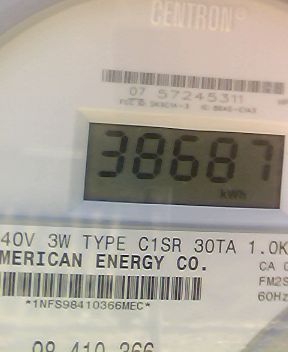 CENTRON®
07 57245311
38687
kWh
40V 3W TYPE C1SR 30TA 1.0K
MERICAN ENERGY CO. CA 0
FM2S
60Hz
*1NFS98410366MEC*
98 410 366